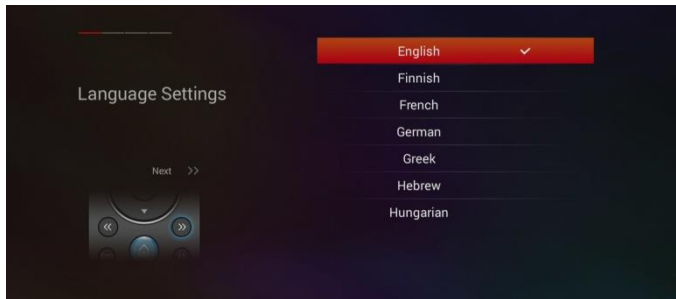 Language Settings
Next >>
English
Finnish
French
German
Greek
Hebrew
Hungarian